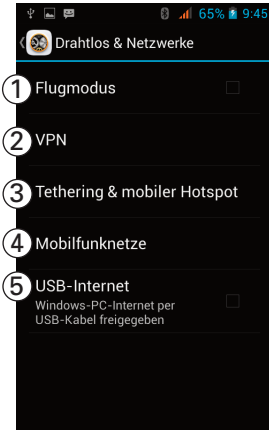 65% 9:45
Drahtlos & Netzwerke
1 Flugmodus
2 VPN
3 Tethering & mobiler Hotspot
4 Mobilfunknetze
5 USB-Internet
Windows-PC-Internet per
USB-Kabel freigegeben